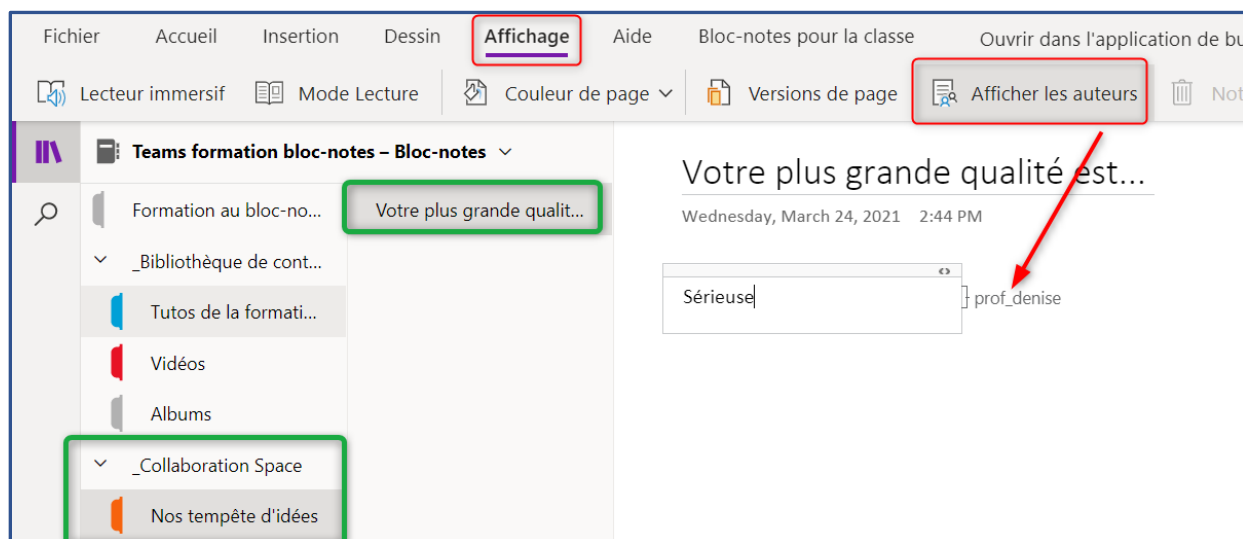 Fichier Accueil Insertion Dessin Affichage Aide Bloc-notes pour la classe Ouvrir dans l'application de bu
Lecteur immersif Mode Lecture Couleur de page Versions de page Afficher les auteurs Not
Teams formation bloc-notes – Bloc-notes
Formation au bloc-no...
_Bibliothèque de cont...
Tutos de la formati...
Vidéos
Albums
_Collaboration Space
Nos tempête d'idées
Votre plus grande qualit...
Votre plus grande qualité est...
Wednesday, March 24, 2021 2:44 PM
Sérieuse
prof_denise